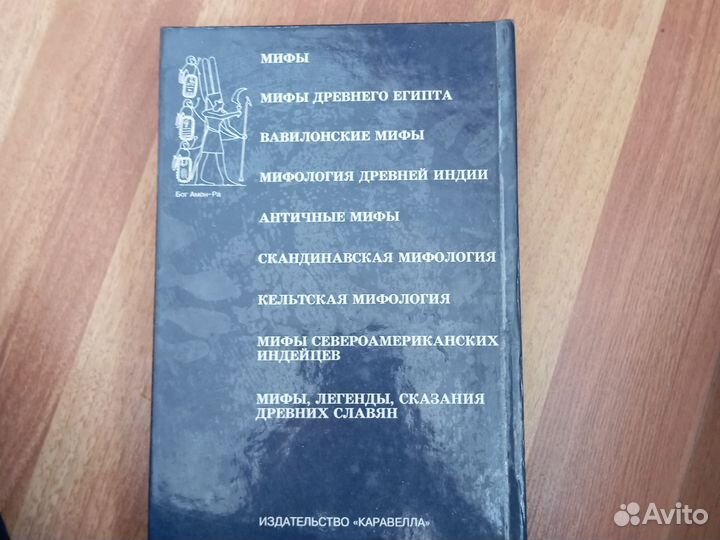 МИФЫ
МИФЫ ДРЕВНЕГО ЕГИПТА
ВАВИЛОНСКИЕ МИФЫ
МИФОЛОГИЯ ДРЕВНЕЙ ИНДИИ
Бог Амон-Ра
АНТИЧНЫЕ МИФЫ
СКАНДИНАВСКАЯ МИФОЛОГИЯ
КЕЛЬТСКАЯ МИФОЛОГИЯ
МИФЫ СЕВЕРОАМЕРИКАНСКИХ
ИНДЕЙЦЕВ
МИФЫ, ЛЕГЕНДЫ, СКАЗАНИЯ
ДРЕВНИХ СЛАВЯН
ИЗДАТЕЛЬСТВО «КАРАВЕЛЛА»
Avito